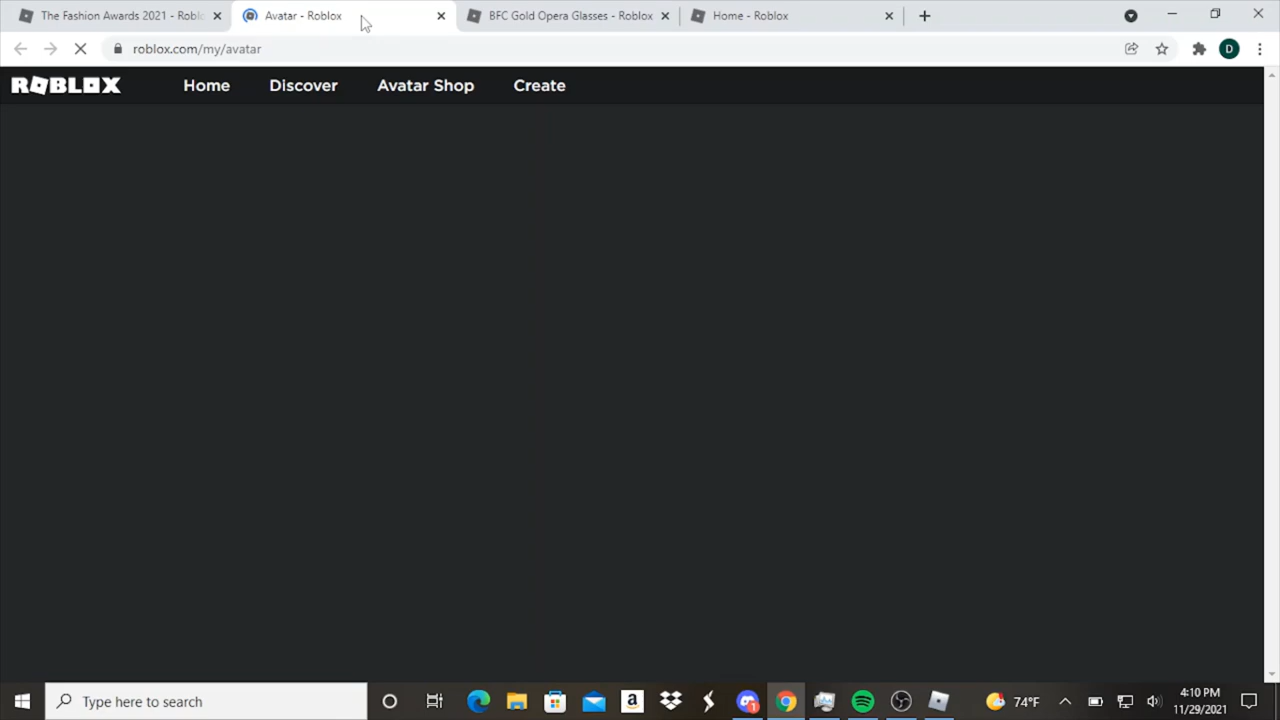 The Fashion Awards 2021 - Roblo
Avatar - Roblox
BFC Gold Opera Glasses - Roblox
Home - Roblox
roblox.com/my/avatar
D
ROBLOX
Home
Discover
Avatar Shop
Create
Type here to search
a
1
74°F
4:10 PM
11/29/2021